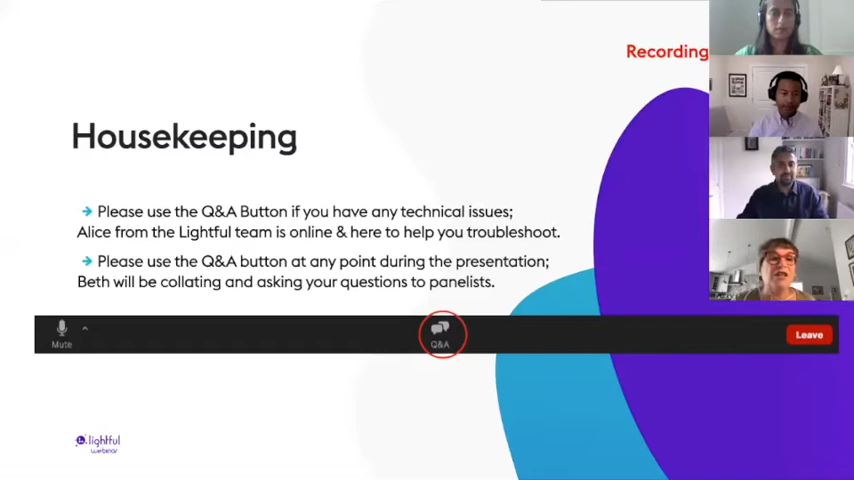 Recording
Housekeeping
→ Please use the Q&A Button if you have any technical issues;
Alice from the Lightful team is online & here to help you troubleshoot.
→ Please use the Q&A button at any point during the presentation;
Beth will be collating and asking your questions to panelists.
Mute
Q&A
Leave
lightful
webinar